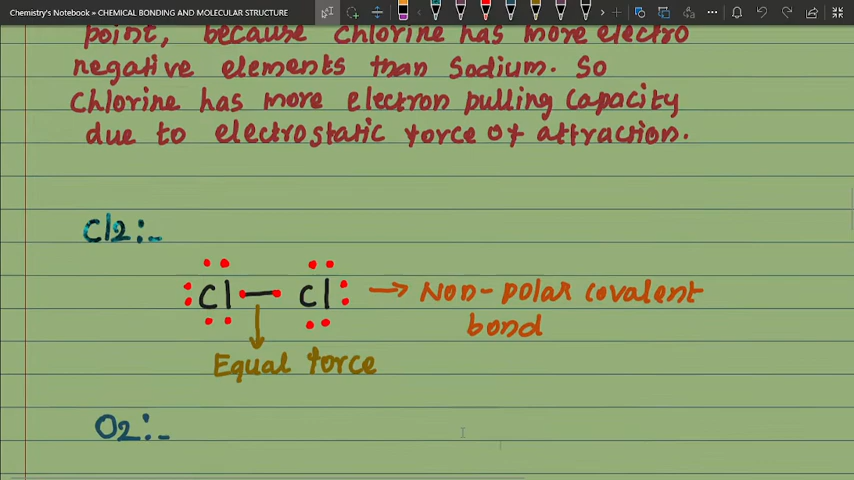 Chemistry's Notebook » CHEMICAL BONDING AND MOLECULAR STRUCTURE
point, because chlorine has more electro
negative elements than Sodium. So
Chlorine has more electron pulling capacity
due to electrostatic force of attraction.
Cl2:-
Cl — Cl → Non-polar covalent
bond
Equal force
O2:-